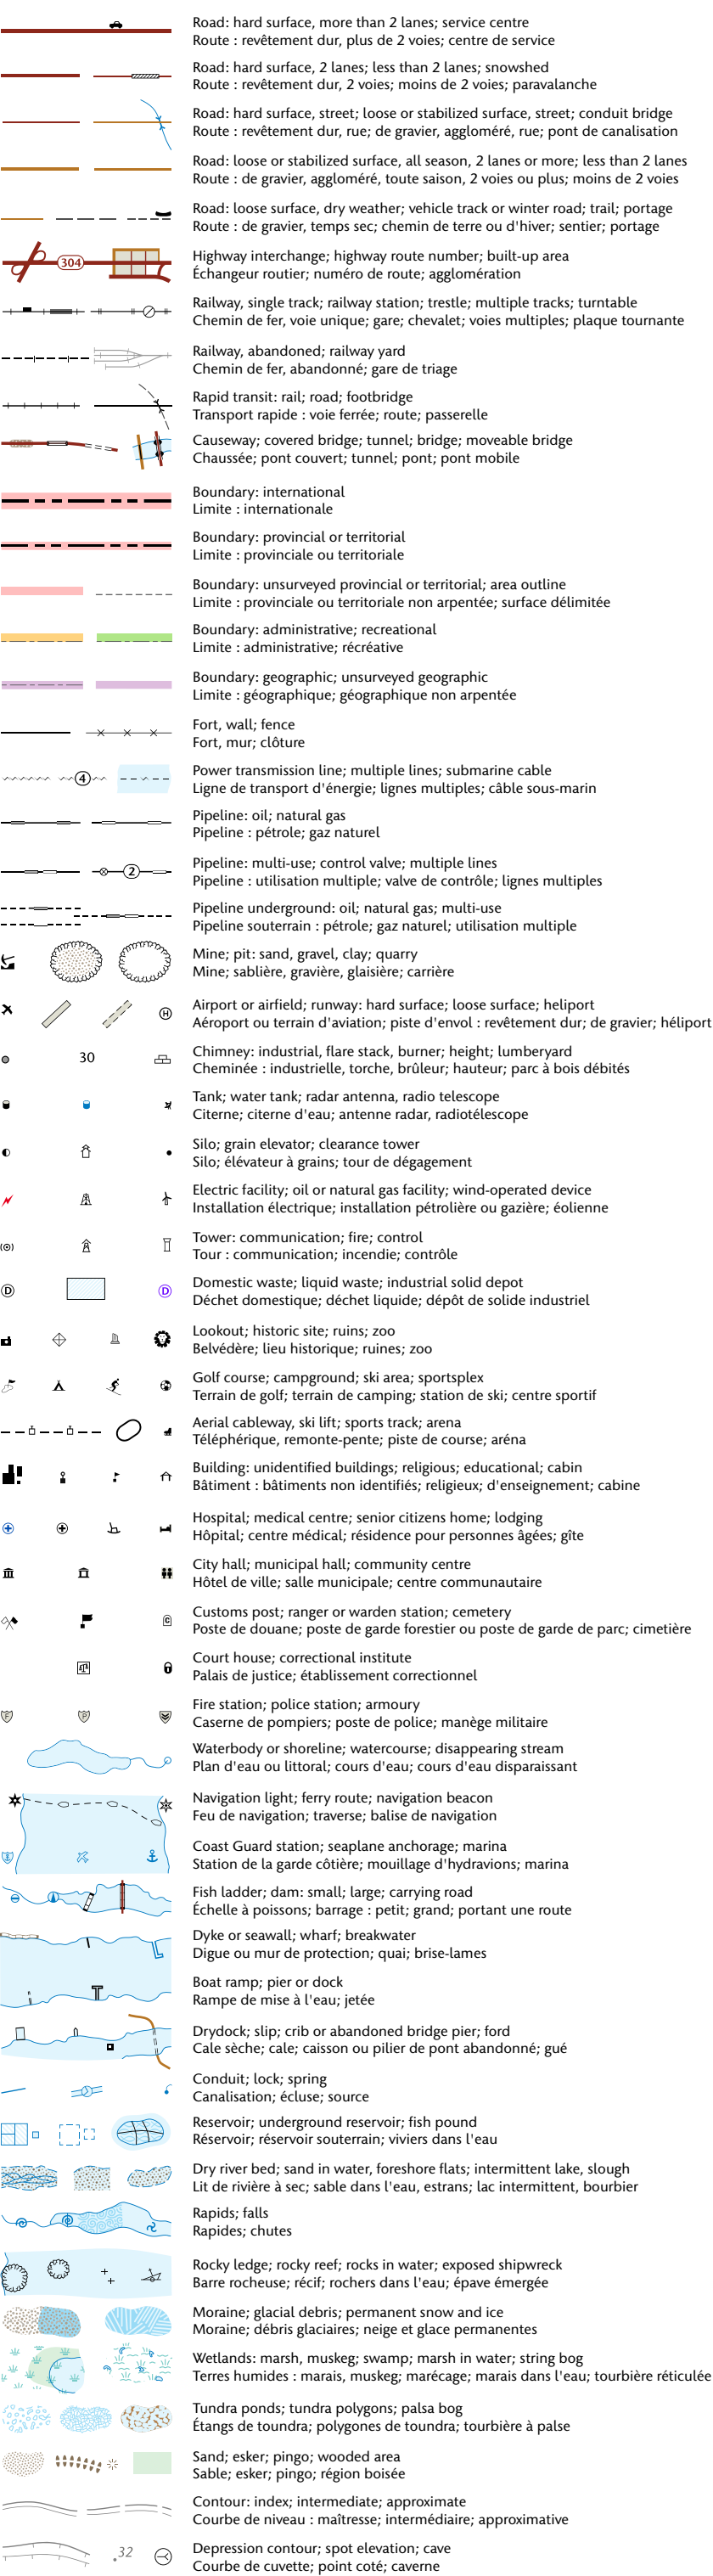 Road: hard surface, more than 2 lanes; service centre
Route : revêtement dur, plus de 2 voies; centre de service
Road: hard surface, 2 lanes; less than 2 lanes; snowshed
Route : revêtement dur, 2 voies; moins de 2 voies; paravalanche
Road: hard surface, street; loose or stabilized surface, street; conduit bridge
Route : revêtement dur, rue; de gravier, aggloméré, rue; pont de canalisation
Road: loose or stabilized surface, all season, 2 lanes or more; less than 2 lanes
Route : de gravier, aggloméré, toute saison, 2 voies ou plus; moins de 2 voies
Road: loose surface, dry weather; vehicle track or winter road; trail; portage
Route : de gravier, temps sec; chemin de terre ou d'hiver; sentier; portage
304
Highway interchange; highway route number; built-up area
Échangeur routier; numéro de route; agglomération
Railway, single track; railway station; trestle; multiple tracks; turntable
Chemin de fer, voie unique; gare; chevalet; voies multiples; plaque tournante
Railway, abandoned; railway yard
Chemin de fer, abandonné; gare de triage
Rapid transit: rail; road; footbridge
Transport rapide : voie ferrée; route; passerelle
Causeway; covered bridge; tunnel; bridge; moveable bridge
Chaussée; pont couvert; tunnel; pont; pont mobile
Boundary: international
Limite : internationale
Boundary: provincial or territorial
Limite : provinciale ou territoriale
Boundary: unsurveyed provincial or territorial; area outline
Limite : provinciale ou territoriale non arpentée; surface délimitée
Boundary: administrative; recreational
Limite : administrative; récréative
Boundary: geographic; unsurveyed geographic
Limite : géographique; géographique non arpentée
Fort, wall; fence
Fort, mur; clôture
4
Power transmission line; multiple lines; submarine cable
Ligne de transport d'énergie; lignes multiples; câble sous-marin
Pipeline: oil; natural gas
Pipeline : pétrole; gaz naturel
2
Pipeline: multi-use; control valve; multiple lines
Pipeline : utilisation multiple; valve de contrôle; lignes multiples
Pipeline underground: oil; natural gas; multi-use
Pipeline souterrain : pétrole; gaz naturel; utilisation multiple
Mine; pit: sand, gravel, clay; quarry
Mine; sablière, gravière, glaisière; carrière
H
Airport or airfield; runway: hard surface; loose surface; heliport
Aéroport ou terrain d'aviation; piste d'envol : revêtement dur; de gravier; héliport
30
Chimney: industrial, flare stack, burner; height; lumberyard
Cheminée : industrielle, torche, brûleur; hauteur; parc à bois débités
Tank; water tank; radar antenna, radio telescope
Citerne; citerne d'eau; antenne radar, radiotélescope
Silo; grain elevator; clearance tower
Silo; élévateur à grains; tour de dégagement
Electric facility; oil or natural gas facility; wind-operated device
Installation électrique; installation pétrolière ou gazière; éolienne
Tower: communication; fire; control
Tour : communication; incendie; contrôle
D D
Domestic waste; liquid waste; industrial solid depot
Déchet domestique; déchet liquide; dépôt de solide industriel
Lookout; historic site; ruins; zoo
Belvédère; lieu historique; ruines; zoo
Golf course; campground; ski area; sportsplex
Terrain de golf; terrain de camping; station de ski; centre sportif
Aerial cableway, ski lift; sports track; arena
Téléphérique, remonte-pente; piste de course; aréna
Building: unidentified buildings; religious; educational; cabin
Bâtiment : bâtiments non identifiés; religieux; d'enseignement; cabine
Hospital; medical centre; senior citizens home; lodging
Hôpital; centre médical; résidence pour personnes âgées; gîte
City hall; municipal hall; community centre
Hôtel de ville; salle municipale; centre communautaire
C
Customs post; ranger or warden station; cemetery
Poste de douane; poste de garde forestier ou poste de garde de parc; cimetière
Court house; correctional institute
Palais de justice; établissement correctionnel
F P
Fire station; police station; armoury
Caserne de pompiers; poste de police; manège militaire
Waterbody or shoreline; watercourse; disappearing stream
Plan d'eau ou littoral; cours d'eau; cours d'eau disparaissant
Navigation light; ferry route; navigation beacon
Feu de navigation; traverse; balise de navigation
Coast Guard station; seaplane anchorage; marina
Station de la garde côtière; mouillage d'hydravions; marina
Fish ladder; dam: small; large; carrying road
Échelle à poissons; barrage : petit; grand; portant une route
Dyke or seawall; wharf; breakwater
Digue ou mur de protection; quai; brise-lames
Boat ramp; pier or dock
Rampe de mise à l'eau; jetée
Drydock; slip; crib or abandoned bridge pier; ford
Cale sèche; cale; caisson ou pilier de pont abandonné; gué
Conduit; lock; spring
Canalisation; écluse; source
Reservoir; underground reservoir; fish pound
Réservoir; réservoir souterrain; viviers dans l'eau
Dry river bed; sand in water, foreshore flats; intermittent lake, slough
Lit de rivière à sec; sable dans l'eau, estrans; lac intermittent, bourbier
Rapids; falls
Rapides; chutes
Rocky ledge; rocky reef; rocks in water; exposed shipwreck
Barre rocheuse; récif; rochers dans l'eau; épave émergée
Moraine; glacial debris; permanent snow and ice
Moraine; débris glaciaires; neige et glace permanentes
Wetlands: marsh, muskeg; swamp; marsh in water; string bog
Terres humides : marais, muskeg; marécage; marais dans l'eau; tourbière réticulée
Tundra ponds; tundra polygons; palsa bog
Étangs de toundra; polygones de toundra; tourbière à palse
Sand; esker; pingo; wooded area
Sable; esker; pingo; région boisée
Contour: index; intermediate; approximate
Courbe de niveau : maîtresse; intermédiaire; approximative
.32
Depression contour; spot elevation; cave
Courbe de cuvette; point coté; caverne